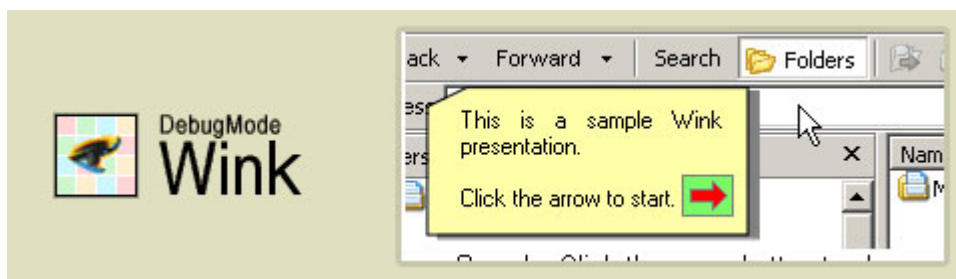 DebugMode
Wink
ack Forward Search Folders
This is a sample Wink
presentation.
Click the arrow to start.
Nam